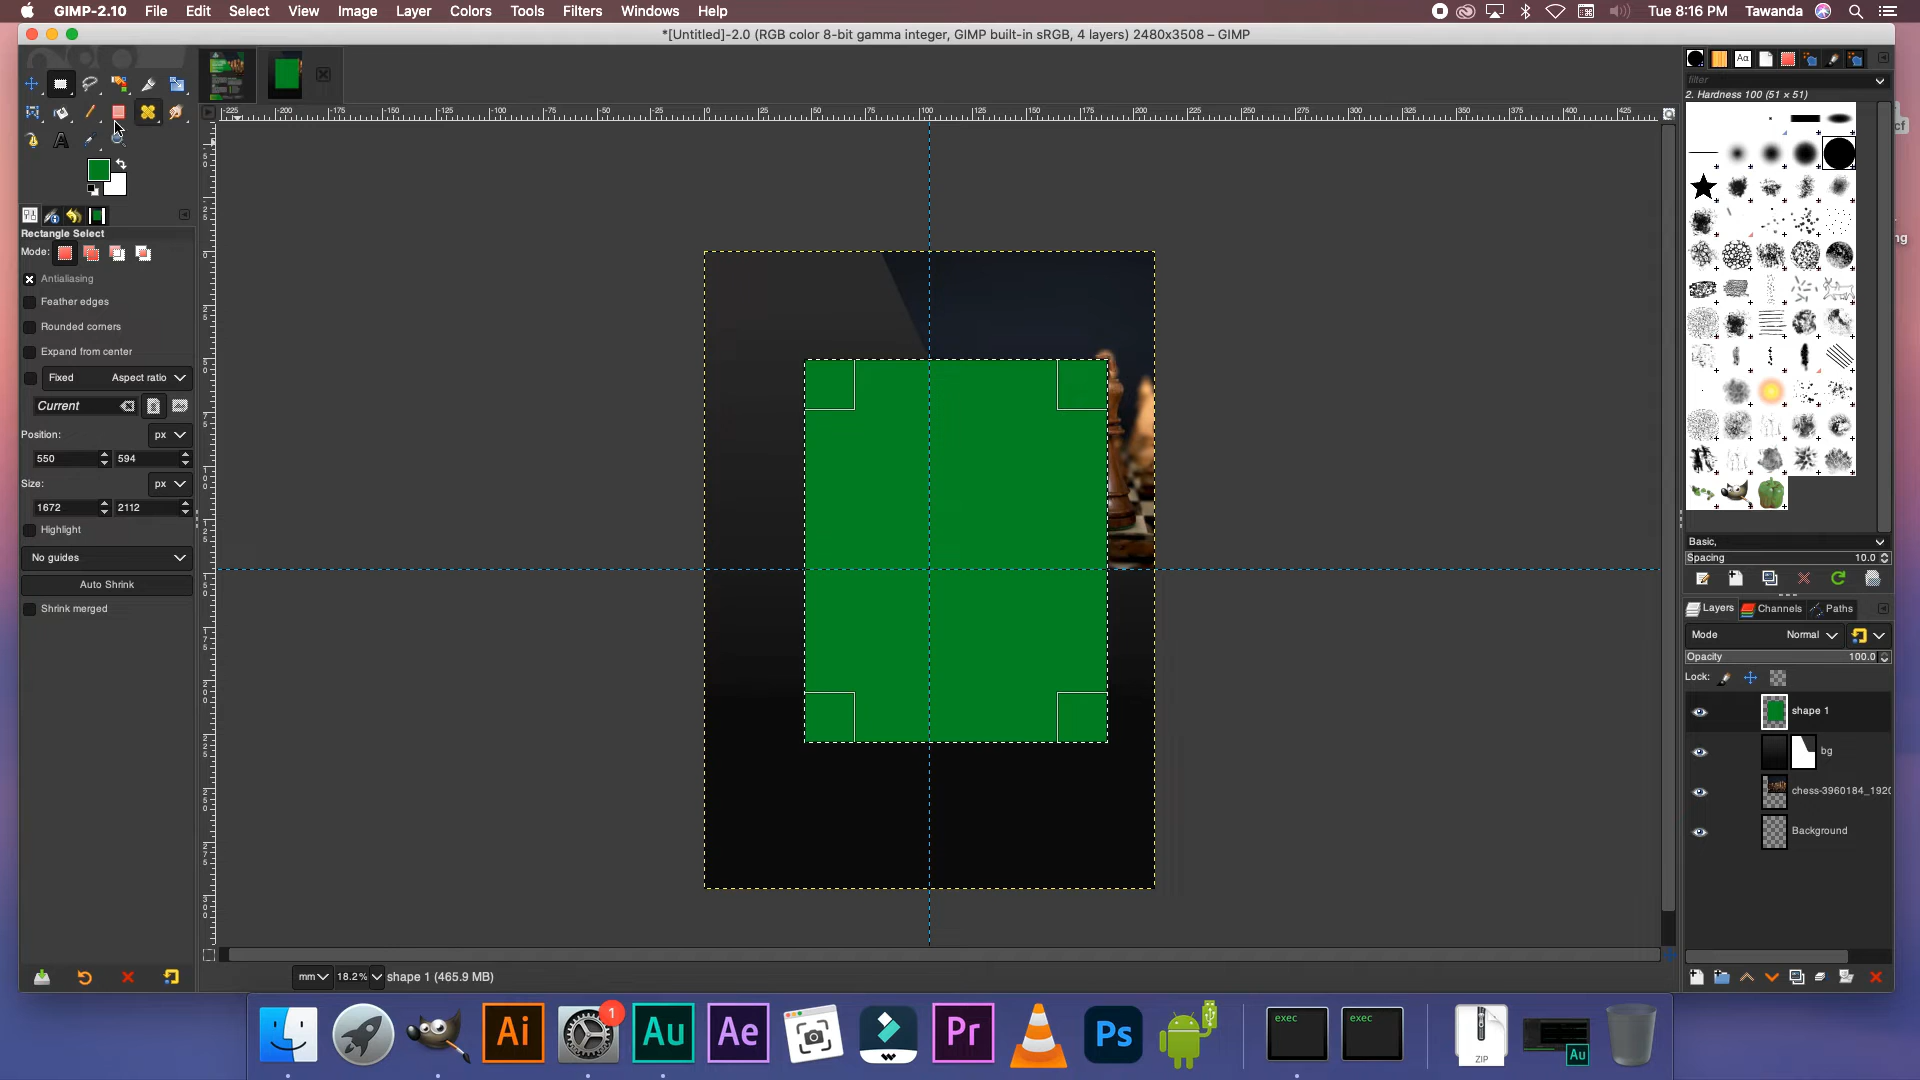 GIMP-2.10 File Edit Select View Image Layer Colors Tools Filters Windows Help
Tue 8:16 PM Tawanda
*[Untitled]-2.0 (RGB color 8-bit gamma integer, GIMP built-in sRGB, 4 layers) 2480x3508 – GIMP
filter
2. Hardness 100 (51 × 51)
Rectangle Select
Mode:
Antialiasing
Feather edges
Rounded corners
Expand from center
Fixed Aspect ratio
Current
Position: px
550 594
Size: px
1672 2112
Highlight
No guides
Auto Shrink
Shrink merged
Basic,
Spacing 10.0
Layers Channels Paths
Mode Normal
Opacity 100.0
Lock:
shape 1
bg
chess-3960184_192
Background
mm 18.2% shape 1 (465.9 MB)
Ai 1 Au Ae Pr Ps exec exec ZIP Au